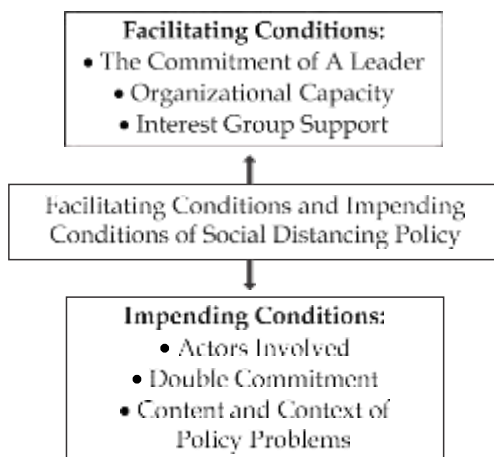 Facilitating Conditions:
• The Commitment of A Leader
• Organizational Capacity
• Interest Group Support
Facilitating Conditions and Impending
Conditions of Social Distancing Policy
Impending Conditions:
• Actors Involved
• Double Commitment
• Content and Context of
Policy Problems